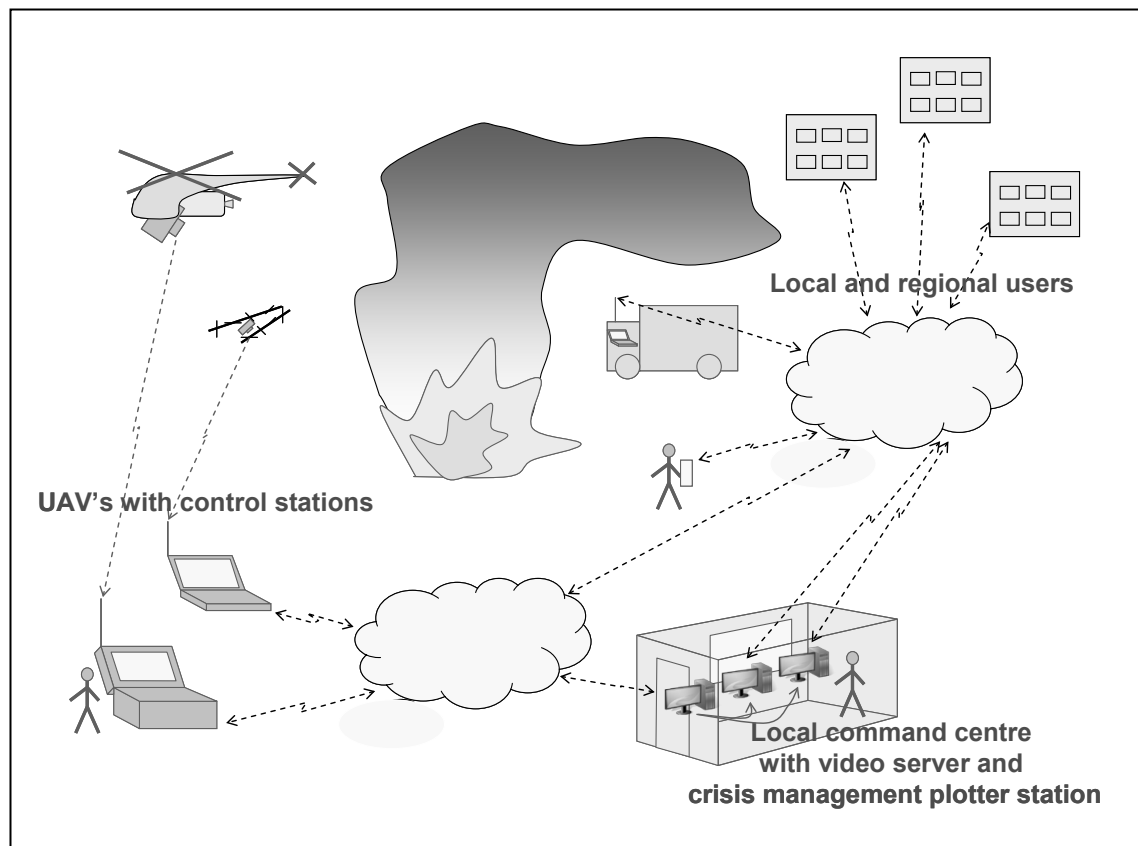 Local and regional users
UAV's with control stations
Local command centre
with video server and
crisis management plotter station